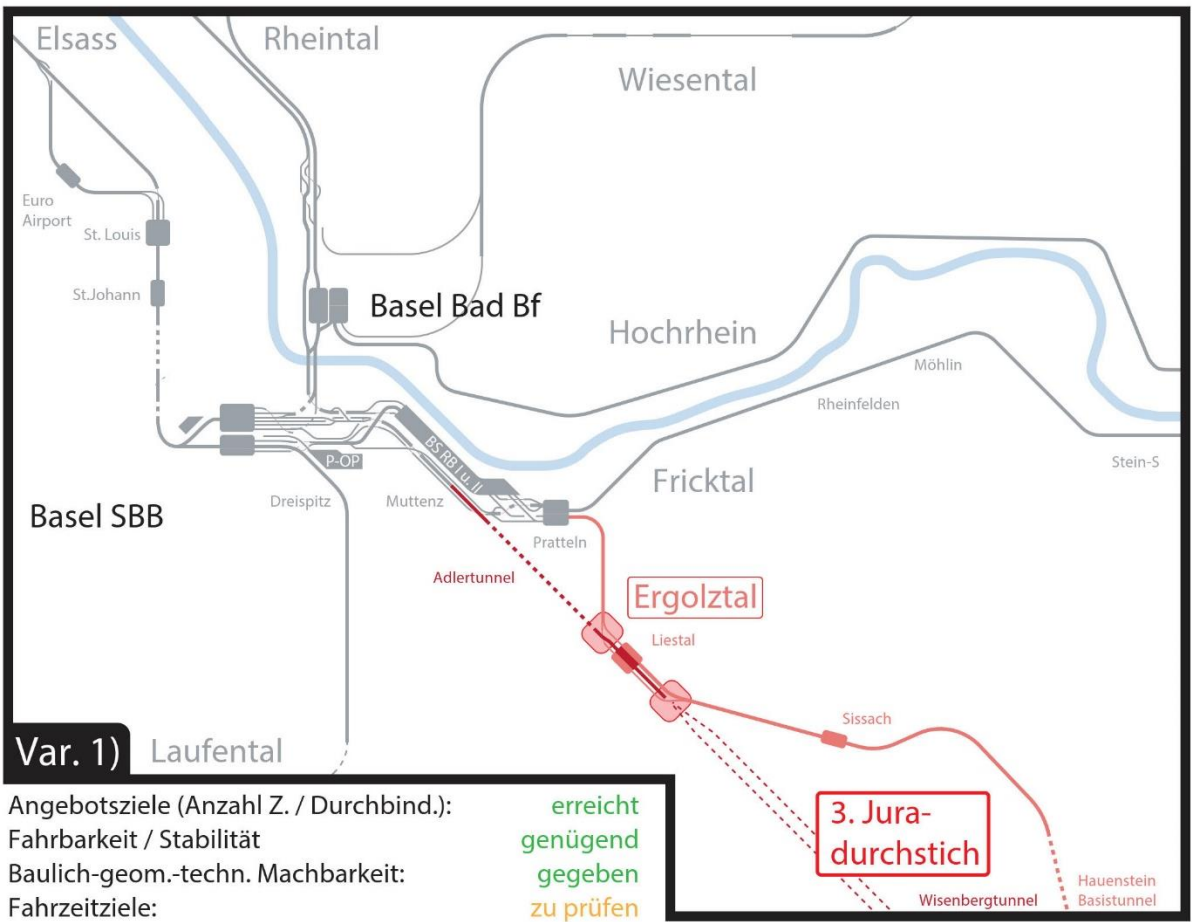 Elsass
Rheintal
Wiesental
Euro
Airport
St. Louis
St.Johann
Basel Bad Bf
Hochrhein
Möhlin
Rheinfelden
Stein-S
P-OP
BS RB I u. II
Fricktal
Dreispitz
Muttenz
Basel SBB
Pratteln
Adlertunnel
Ergolztal
Liestal
Sissach
Var. 1)
Laufental
3. Jura-
durchstich
Wisenbergtunnel
Hauenstein
Basistunnel
Angebotsziele (Anzahl Z. / Durchbind.): erreicht
Fahrbarkeit / Stabilität genügend
Baulich-geom.-techn. Machbarkeit: gegeben
Fahrzeitziele: zu prüfen